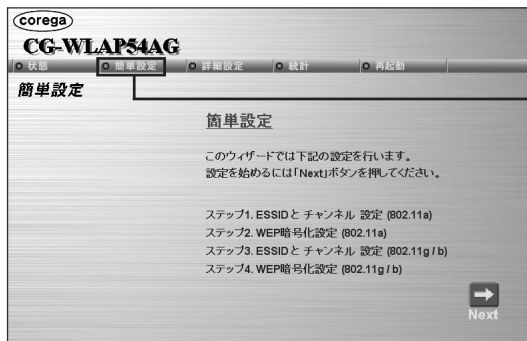 corega
CG-WLAP54AG
状態 簡単設定 詳細設定 統計 再起動
簡単設定
簡単設定
このウィザードでは下記の設定を行います。
設定を始めるには「Next」ボタンを押してください。
ステップ1. ESSIDと チャンネル 設定 (802.11a)
ステップ2. WEP暗号化設定 (802.11a)
ステップ3. ESSIDと チャンネル 設定 (802.11g / b)
ステップ4. WEP暗号化設定 (802.11g / b)
Next